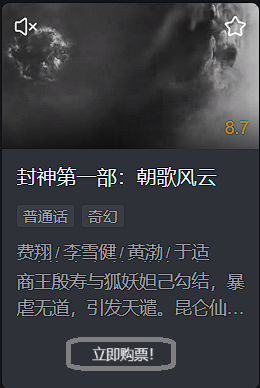 8.7
封神第一部：朝歌风云
普通话 奇幻
费翔 / 李雪健 / 黄渤 / 于适
商王殷寿与狐妖妲己勾结，暴
虐无道，引发天谴。昆仑仙…
立即购票!